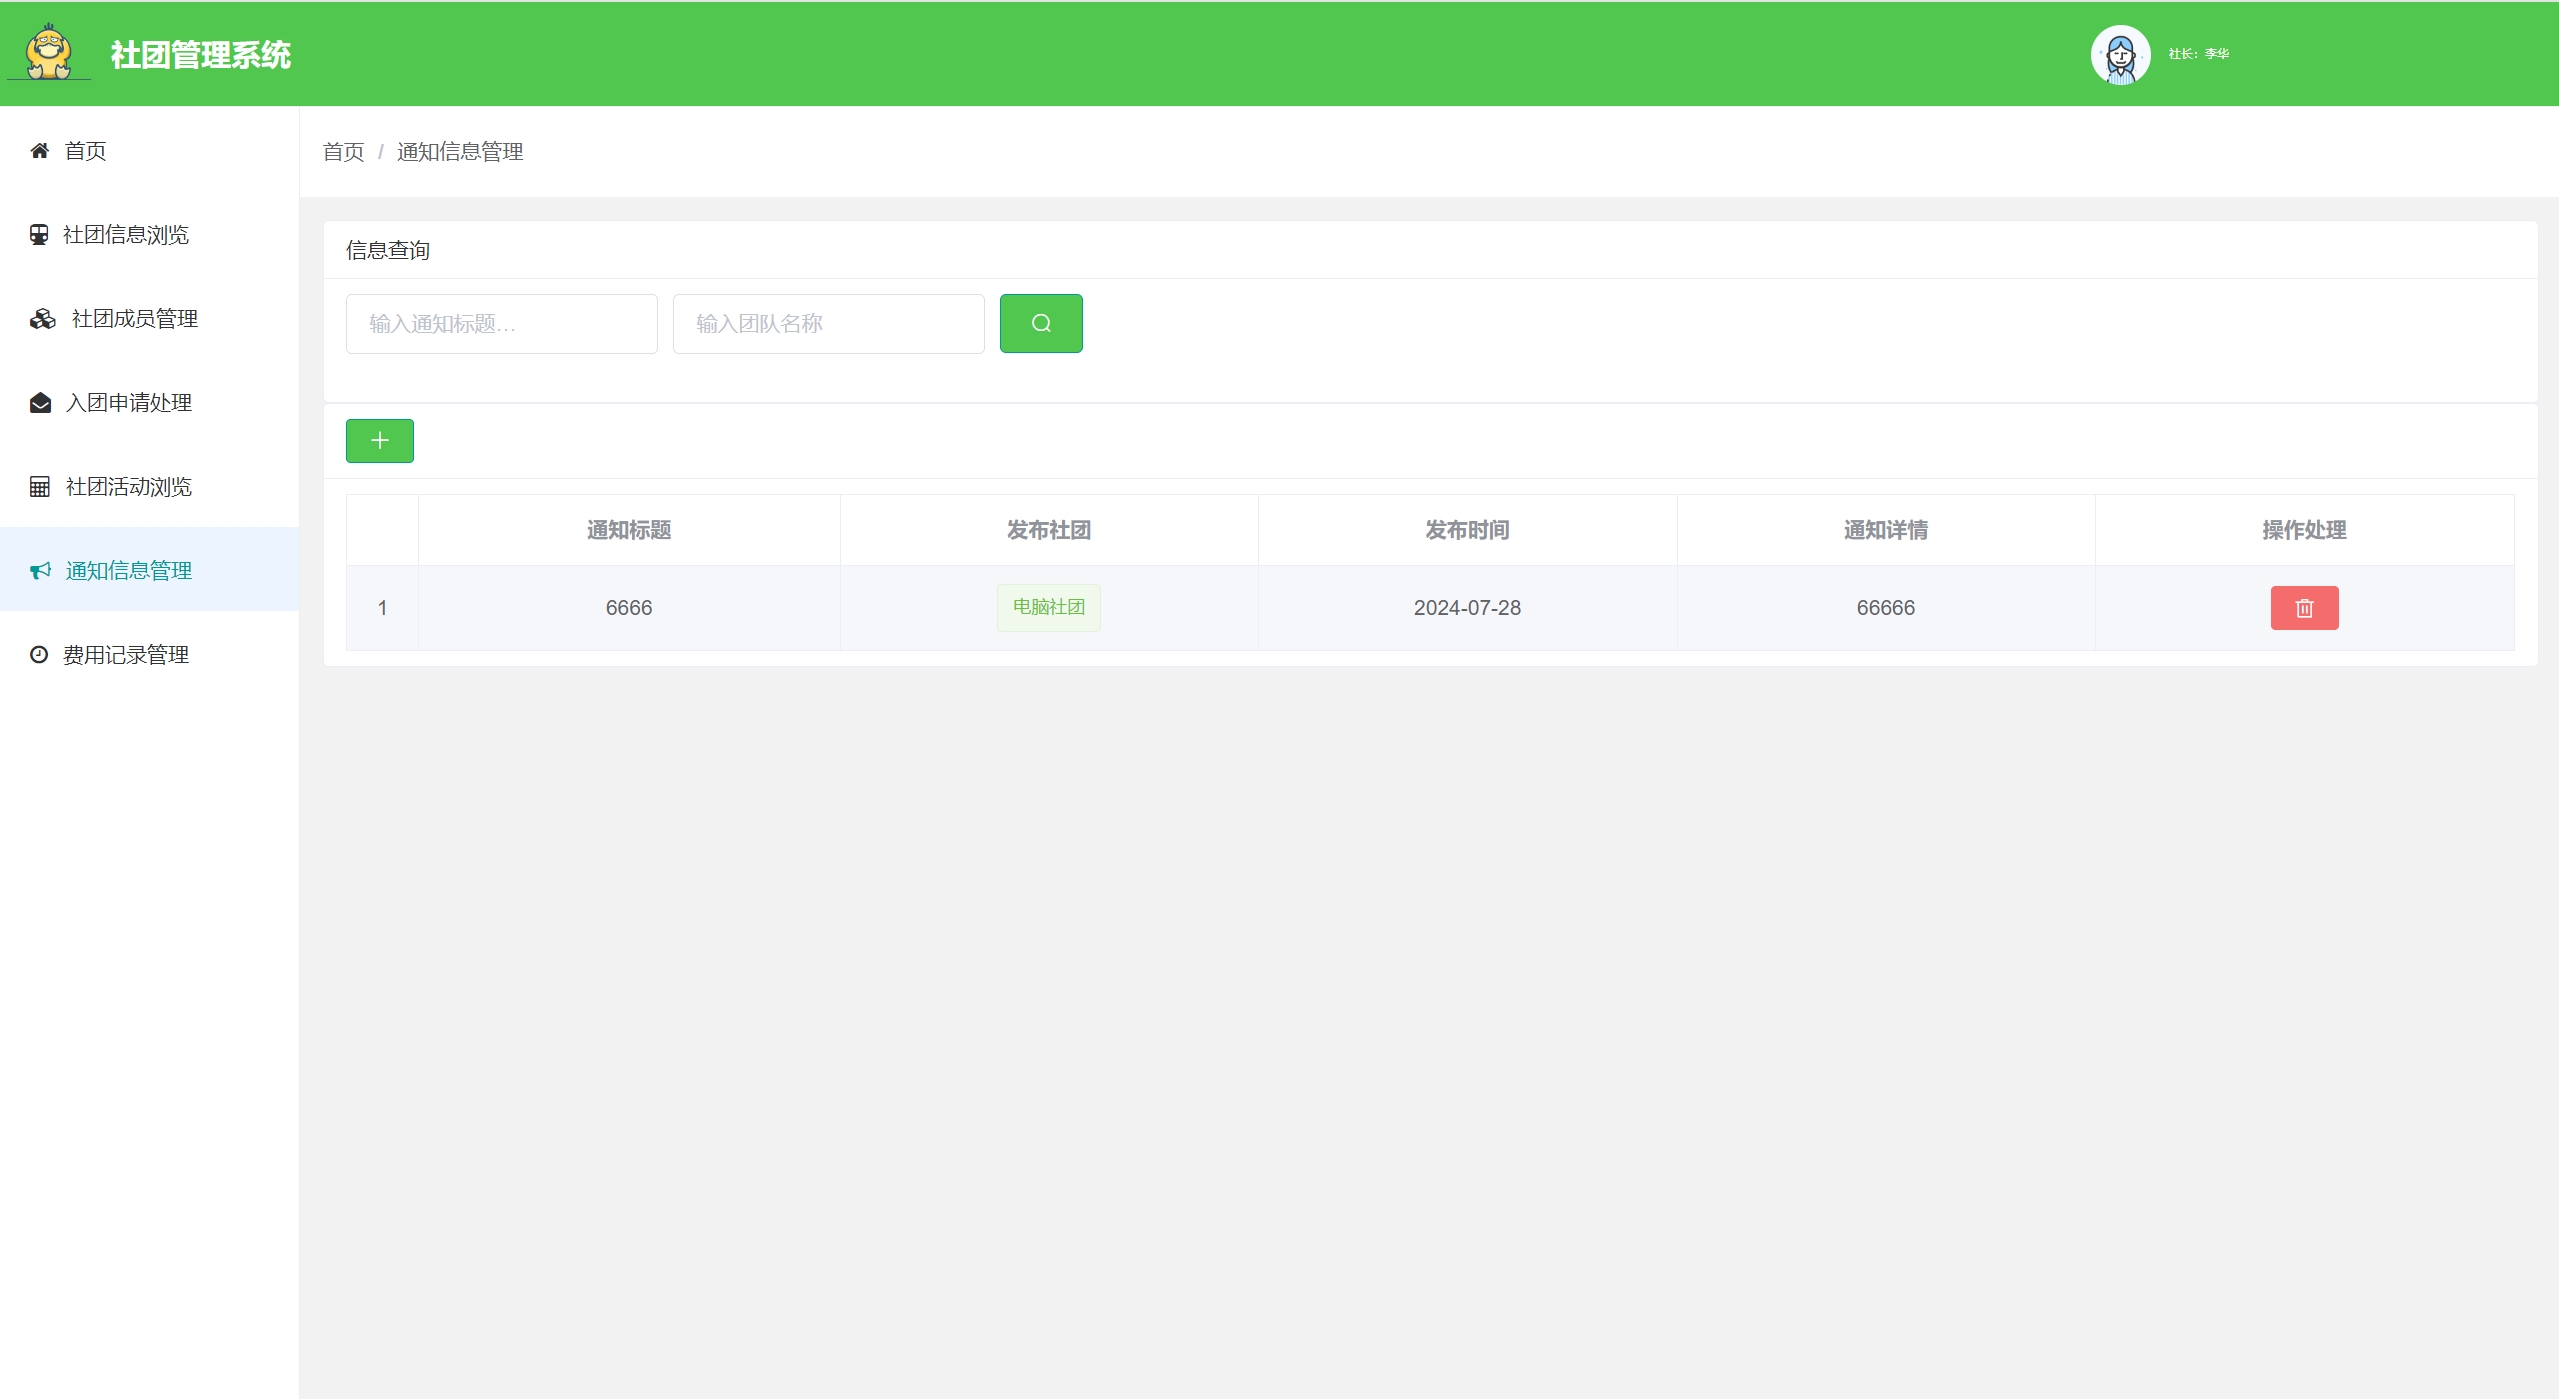 社团管理系统
社长：李华
首页
社团信息浏览
社团成员管理
入团申请处理
社团活动浏览
通知信息管理
费用记录管理
首页 / 通知信息管理
信息查询
输入通知标题...
输入团队名称
通知标题 发布社团 发布时间 通知详情 操作处理
1 6666 电脑社团 2024-07-28 66666